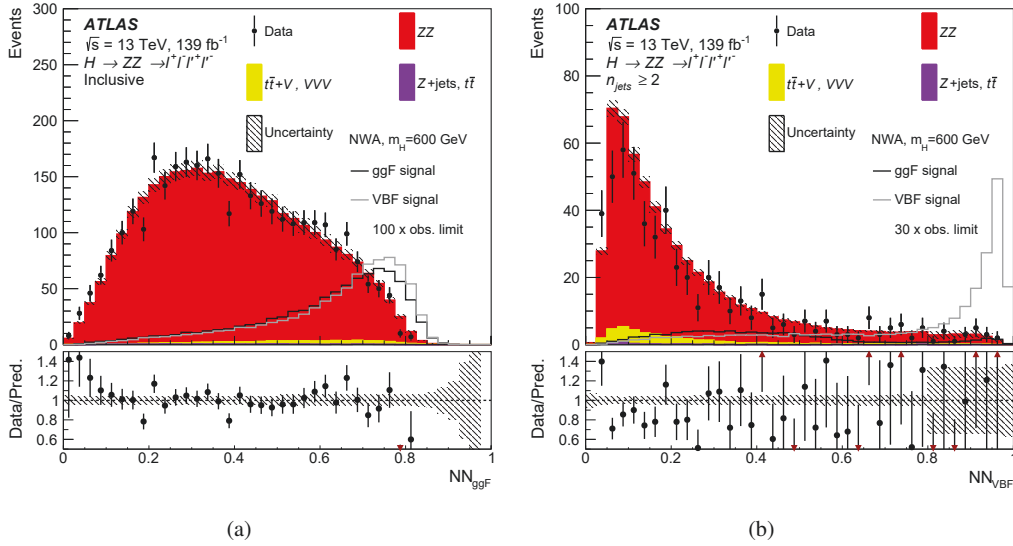 Events
300
250
200
150
100
50
0
ATLAS
√s = 13 TeV, 139 fb⁻¹
H → ZZ → l⁺l⁻l'⁺l'⁻
Inclusive
Data
ZZ
tt̄+V , VVV
Z+jets, tt̄
Uncertainty
NWA, m_H=600 GeV
ggF signal
VBF signal
100 x obs. limit
Data/Pred.
1.4
1.2
1
0.8
0.6
0
0.2
0.4
0.6
0.8
1
NN_ggF
(a)
Events
100
80
60
40
20
0
ATLAS
√s = 13 TeV, 139 fb⁻¹
H → ZZ → l⁺l⁻l'⁺l'⁻
n_jets ≥ 2
Data
ZZ
tt̄+V , VVV
Z+jets, tt̄
Uncertainty
NWA, m_H=600 GeV
ggF signal
VBF signal
30 x obs. limit
Data/Pred.
1.4
1.2
1
0.8
0.6
0
0.2
0.4
0.6
0.8
1
NN_VBF
(b)